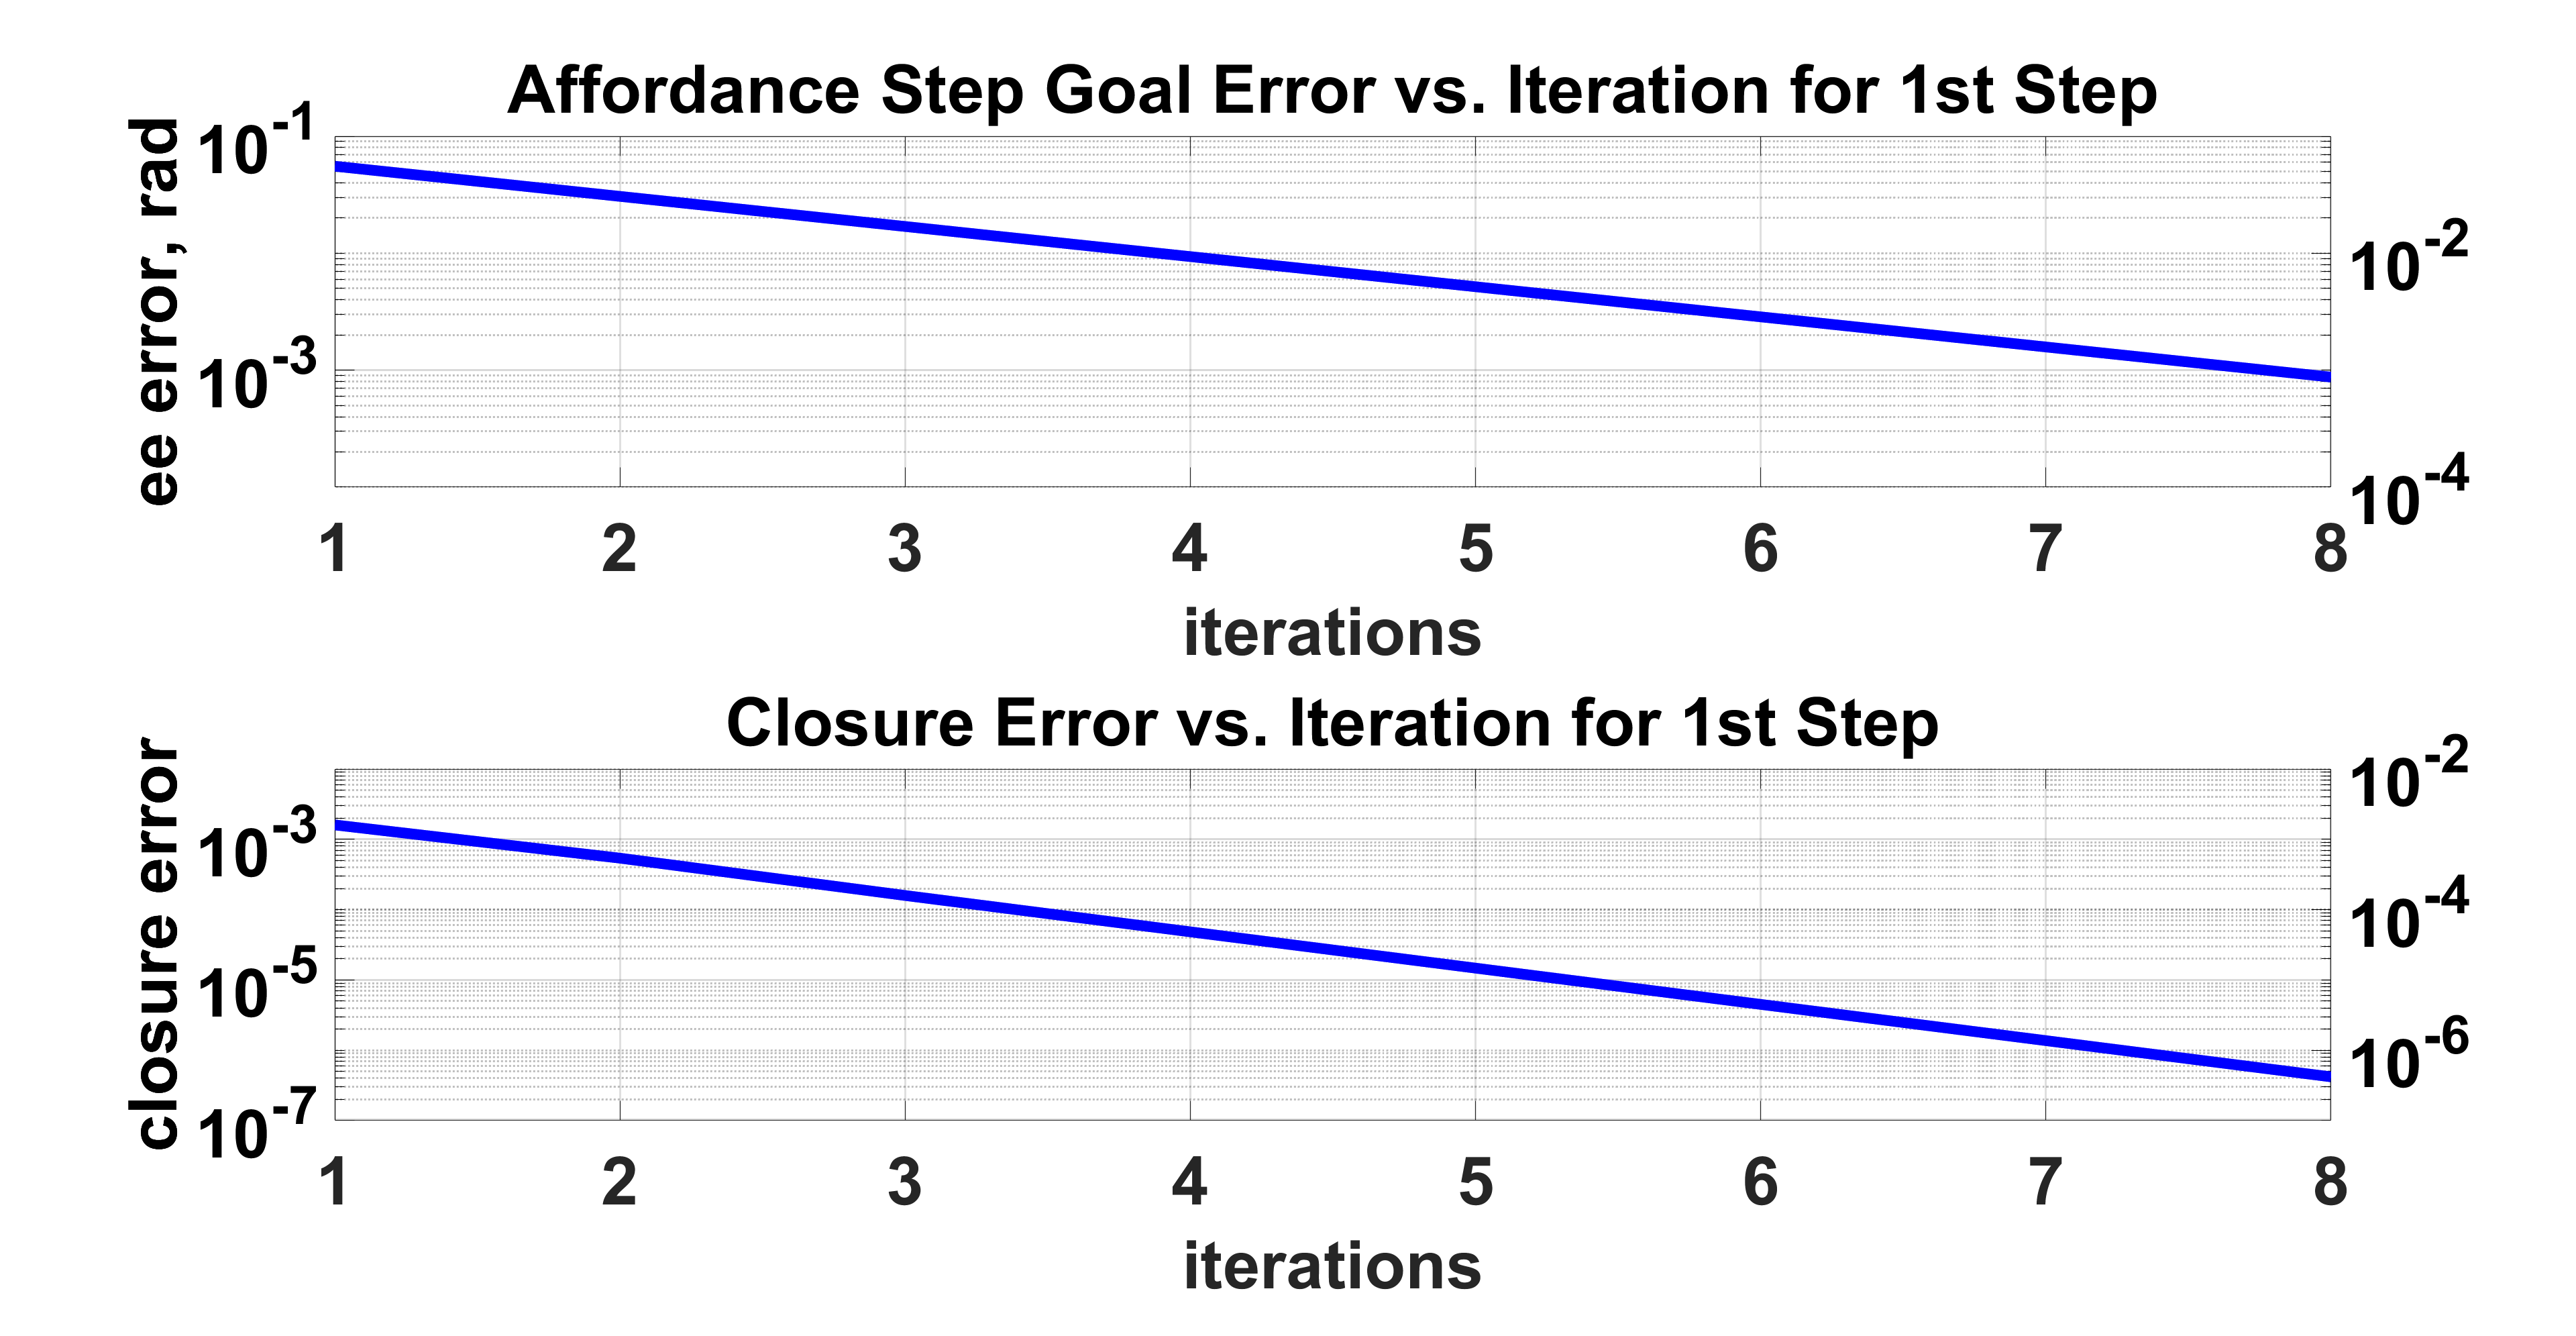 Affordance Step Goal Error vs. Iteration for 1st Step
ee error, rad
10^-1
10^-3
10^-2
10^-4
1 2 3 4 5 6 7 8
iterations
Closure Error vs. Iteration for 1st Step
closure error
10^-3
10^-5
10^-7
10^-2
10^-4
10^-6
1 2 3 4 5 6 7 8
iterations